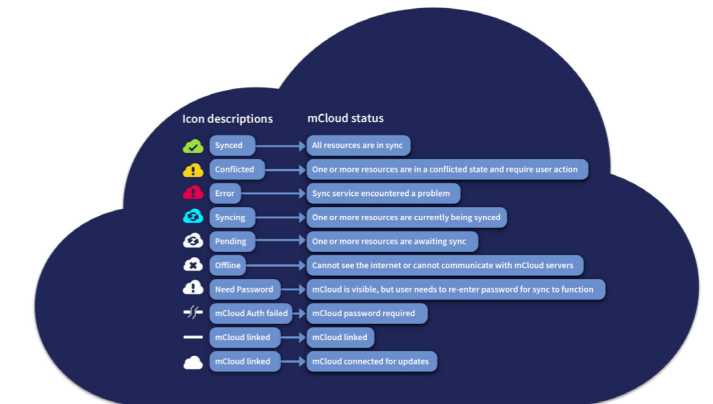 Icon descriptions mCloud status
Synced All resources are in sync
Conflicted One or more resources are in a conflicted state and require user action
Error Sync service encountered a problem
Syncing One or more resources are currently being synced
Pending One or more resources are awaiting sync
Offline Cannot see the internet or cannot communicate with mCloud servers
Need Password mCloud is visible, but user needs to re-enter password for sync to function
mCloud Auth failed mCloud password required
mCloud linked mCloud linked
mCloud linked mCloud connected for updates